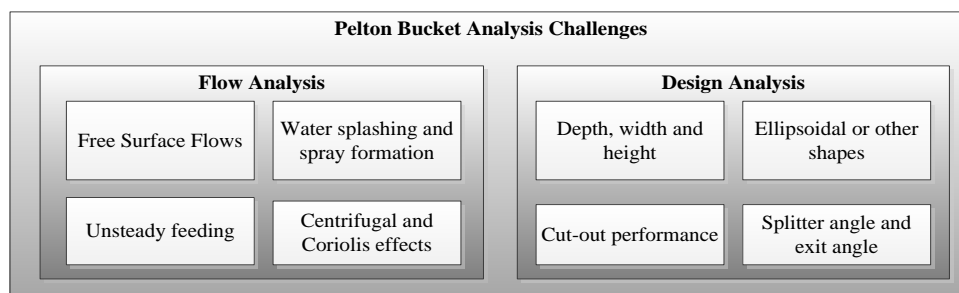 Pelton Bucket Analysis Challenges
Flow Analysis
Free Surface Flows
Water splashing and
spray formation
Unsteady feeding
Centrifugal and
Coriolis effects
Design Analysis
Depth, width and
height
Ellipsoidal or other
shapes
Cut-out performance
Splitter angle and
exit angle